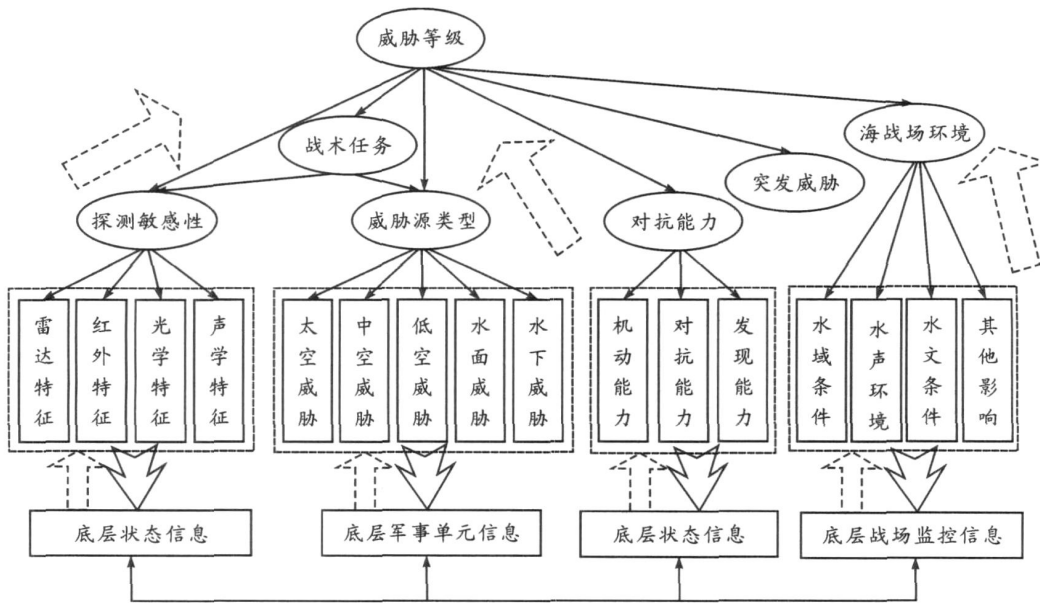 威胁等级
战术任务
海战场环境
突发威胁
探测敏感性
威胁源类型
对抗能力
雷达特征
红外特征
光学特征
声学特征
太空威胁
中空威胁
低空威胁
水面威胁
水下威胁
机动能力
对抗能力
发现能力
水域条件
水声环境
水文条件
其他影响
底层状态信息
底层军事单元信息
底层状态信息
底层战场监控信息